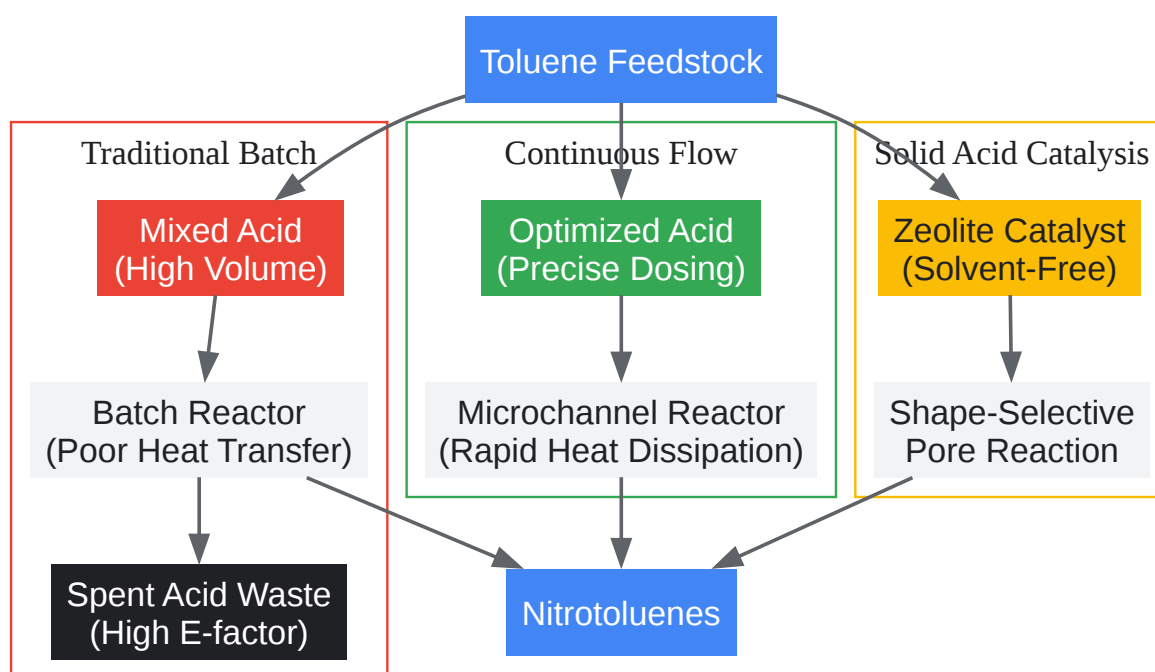 Toluene Feedstock
Traditional Batch
Continuous Flow
Solid Acid Catalysis
Mixed Acid
(High Volume)
Optimized Acid
(Precise Dosing)
Zeolite Catalyst
(Solvent-Free)
Batch Reactor
(Poor Heat Transfer)
Microchannel Reactor
(Rapid Heat Dissipation)
Shape-Selective
Pore Reaction
Spent Acid Waste
(High E-factor)
Nitrotoluenes